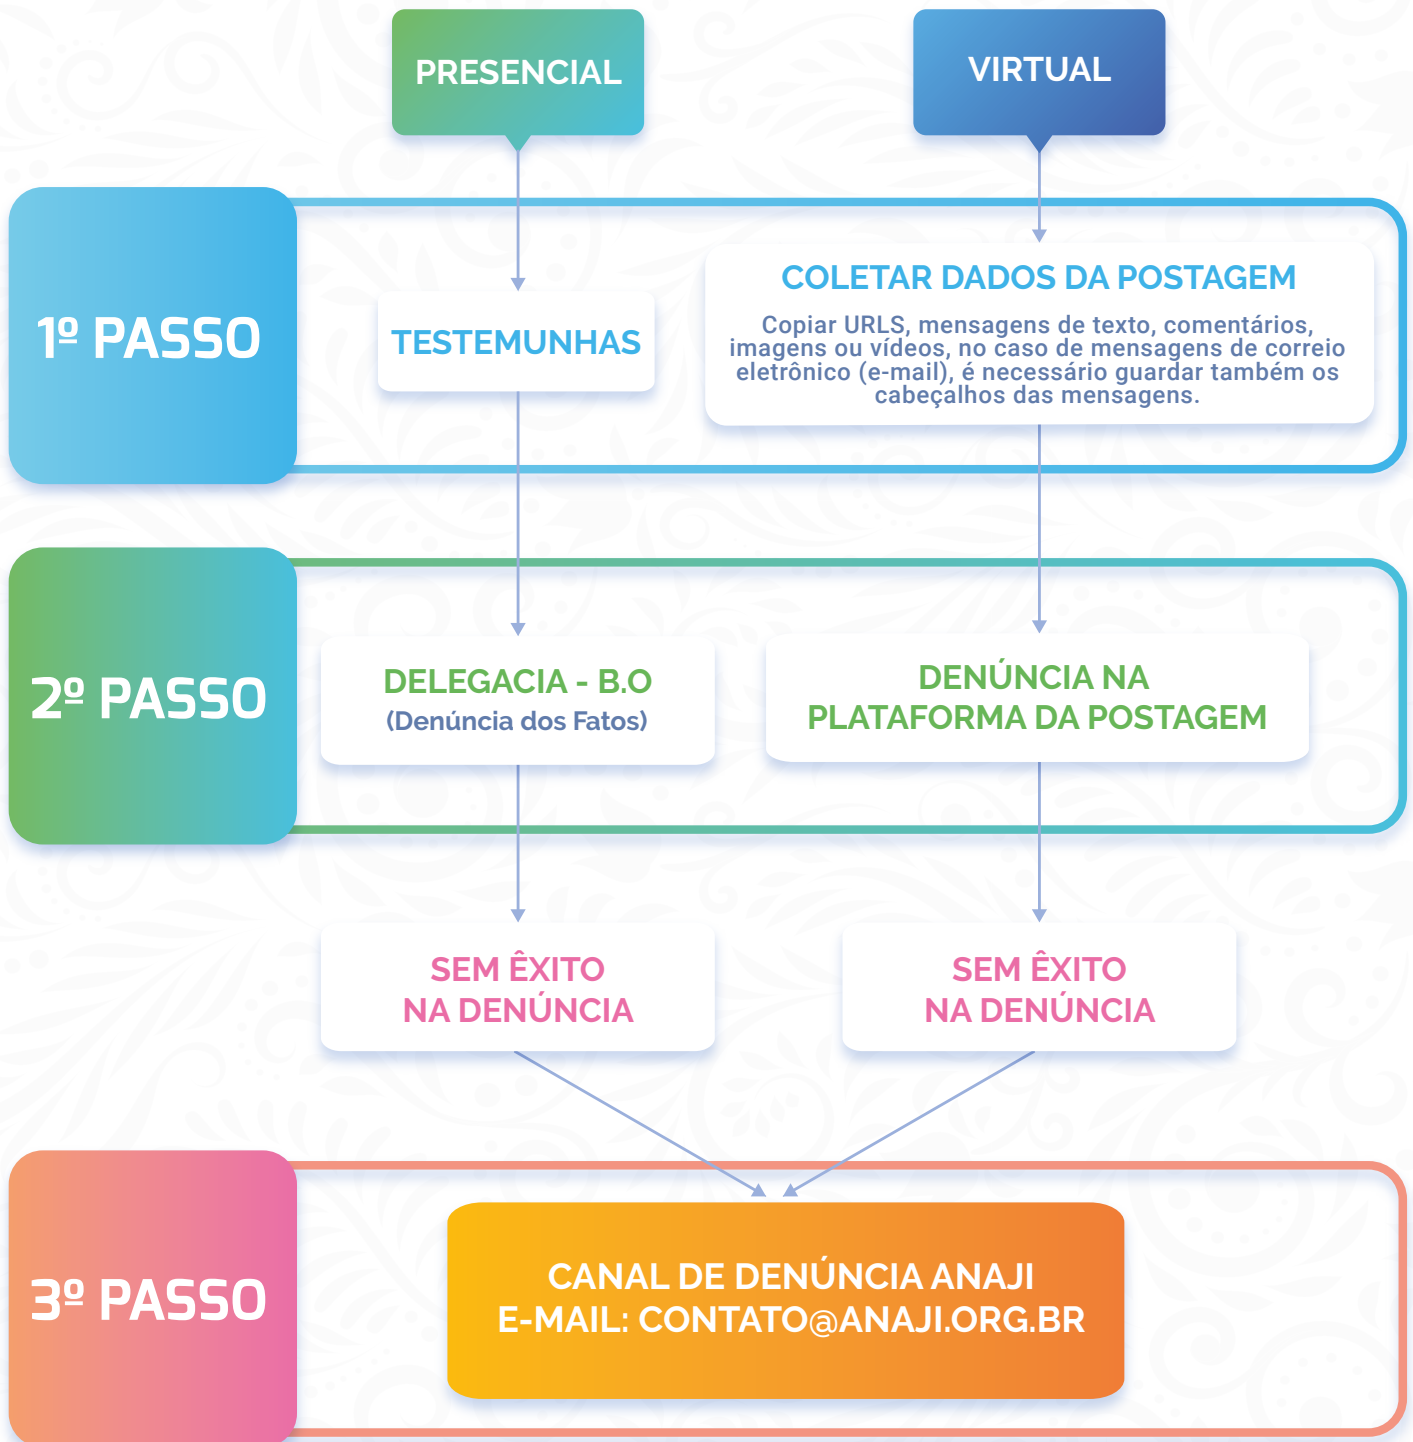 PRESENCIAL
VIRTUAL
1º PASSO
TESTEMUNHAS
COLETAR DADOS DA POSTAGEM
Copiar URLS, mensagens de texto, comentários,
imagens ou vídeos, no caso de mensagens de correio
eletrônico (e-mail), é necessário guardar também os
cabeçalhos das mensagens.
2º PASSO
DELEGACIA - B.O
(Denúncia dos Fatos)
DENÚNCIA NA
PLATAFORMA DA POSTAGEM
SEM ÊXITO
NA DENÚNCIA
SEM ÊXITO
NA DENÚNCIA
3º PASSO
CANAL DE DENÚNCIA ANAJI
E-MAIL: CONTATO@ANAJI.ORG.BR